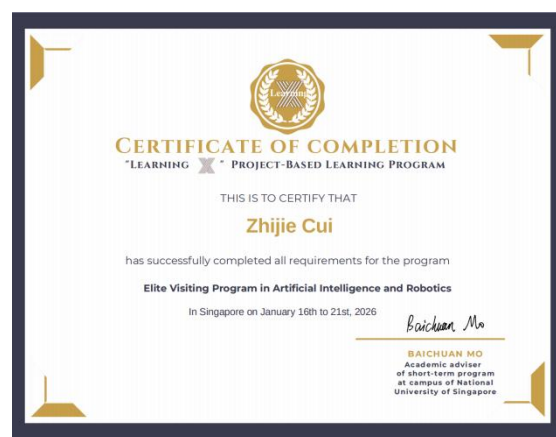 Learning
CERTIFICATE OF COMPLETION
"LEARNING X " PROJECT-BASED LEARNING PROGRAM
THIS IS TO CERTIFY THAT
Zhijie Cui
has successfully completed all requirements for the program
Elite Visiting Program in Artificial Intelligence and Robotics
In Singapore on January 16th to 21st, 2026
Baichuan Mo
BAICHUAN MO
Academic adviser
of short-term program
at campus of National
University of Singapore